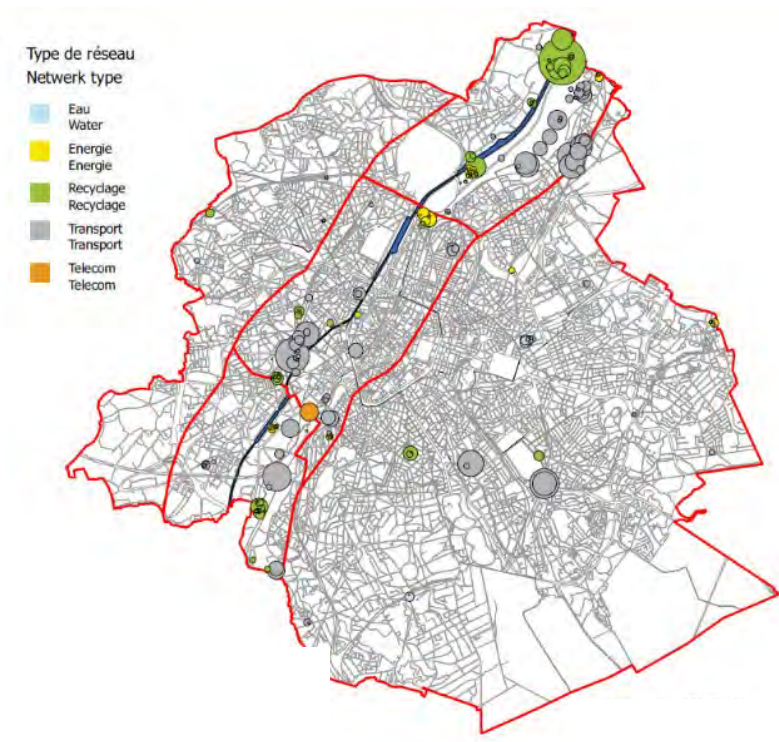 Type de réseau
Netwerk type
Eau
Water
Energie
Energie
Recyclage
Recyclage
Transport
Transport
Telecom
Telecom